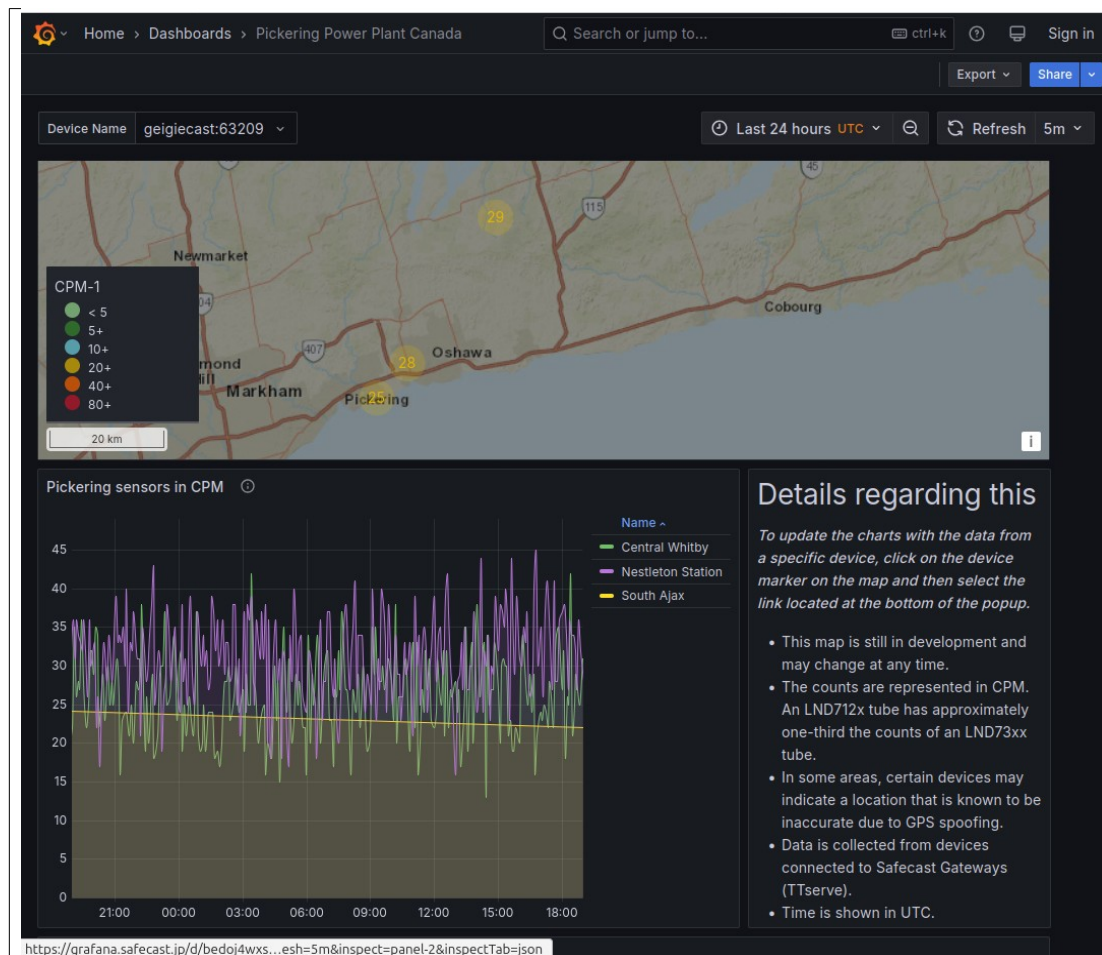 Home › Dashboards › Pickering Power Plant Canada
Search or jump to...
ctrl+k
Sign in
Export
Share
Device Name
geigiecast:63209
Last 24 hours UTC
Refresh
5m
45
115
29
Newmarket
CPM-1
< 5
5+
10+
20+
40+
80+
04
407
mond
ill
Markham
28
Oshawa
Pickering
25
Cobourg
20 km
i
Pickering sensors in CPM
Name
Central Whitby
Nestleton Station
South Ajax
45
40
35
30
25
20
15
10
5
0
21:00
00:00
03:00
06:00
09:00
12:00
15:00
18:00
Details regarding this
To update the charts with the data from
a specific device, click on the device
marker on the map and then select the
link located at the bottom of the popup.
• This map is still in development and
may change at any time.
• The counts are represented in CPM.
An LND712x tube has approximately
one-third the counts of an LND73xx
tube.
• In some areas, certain devices may
indicate a location that is known to be
inaccurate due to GPS spoofing.
• Data is collected from devices
connected to Safecast Gateways
(TTserve).
• Time is shown in UTC.
https://grafana.safecast.jp/d/bedoj4wxs...esh=5m&inspect=panel-2&inspectTab=json